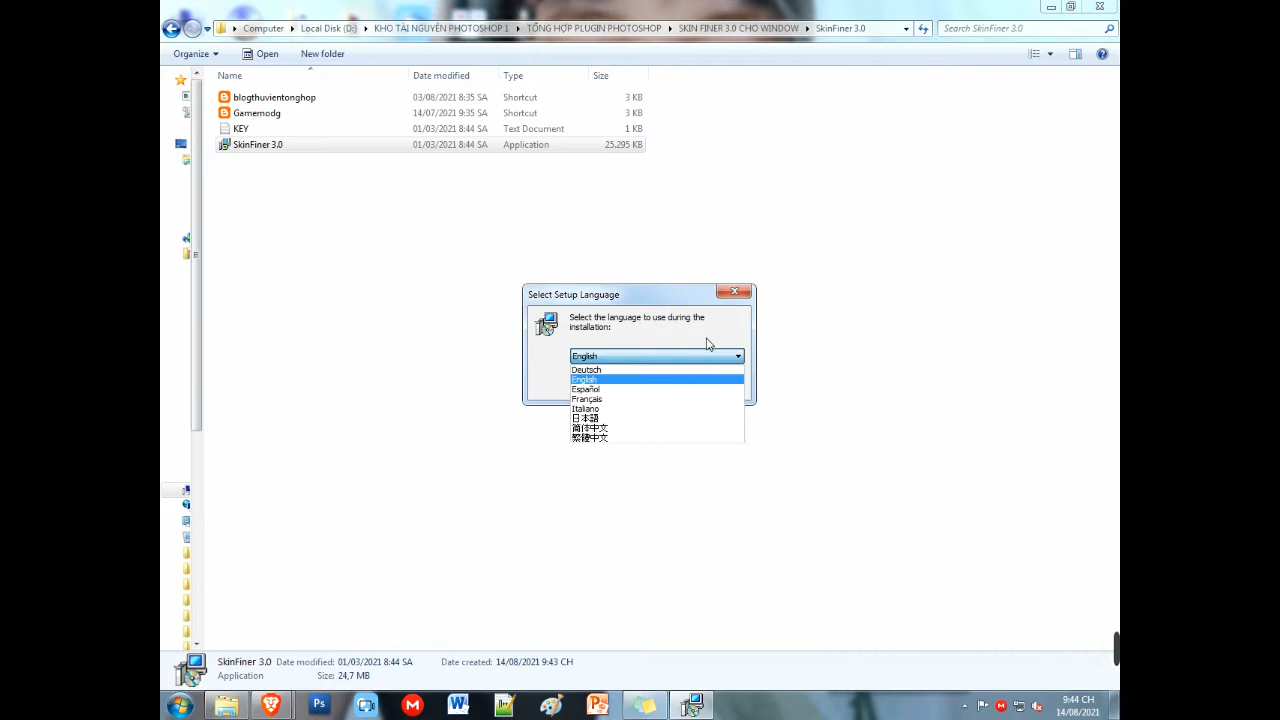 Computer ▸ Local Disk (D:) ▸ KHO TÀI NGUYÊN PHOTOSHOP 1 ▸ TỔNG HỢP PLUGIN PHOTOSHOP ▸ SKIN FINER 3.0 CHO WINDOW ▸ SkinFiner 3.0
Search SkinFiner 3.0
Organize Open New folder
Name Date modified Type Size
blogthuvientonghop 03/08/2021 8:35 SA Shortcut 3 KB
Gamemodg 14/07/2021 9:35 SA Shortcut 3 KB
KEY 01/03/2021 8:44 SA Text Document 1 KB
SkinFiner 3.0 01/03/2021 8:44 SA Application 25.295 KB
Select Setup Language
Select the language to use during the
installation:
English
Deutsch
English
Español
Français
Italiano
日本語
简体中文
繁體中文
SkinFiner 3.0 Date modified: 01/03/2021 8:44 SA Date created: 14/08/2021 9:43 CH
Application Size: 24,7 MB
Ps
9:44 CH
14/08/2021